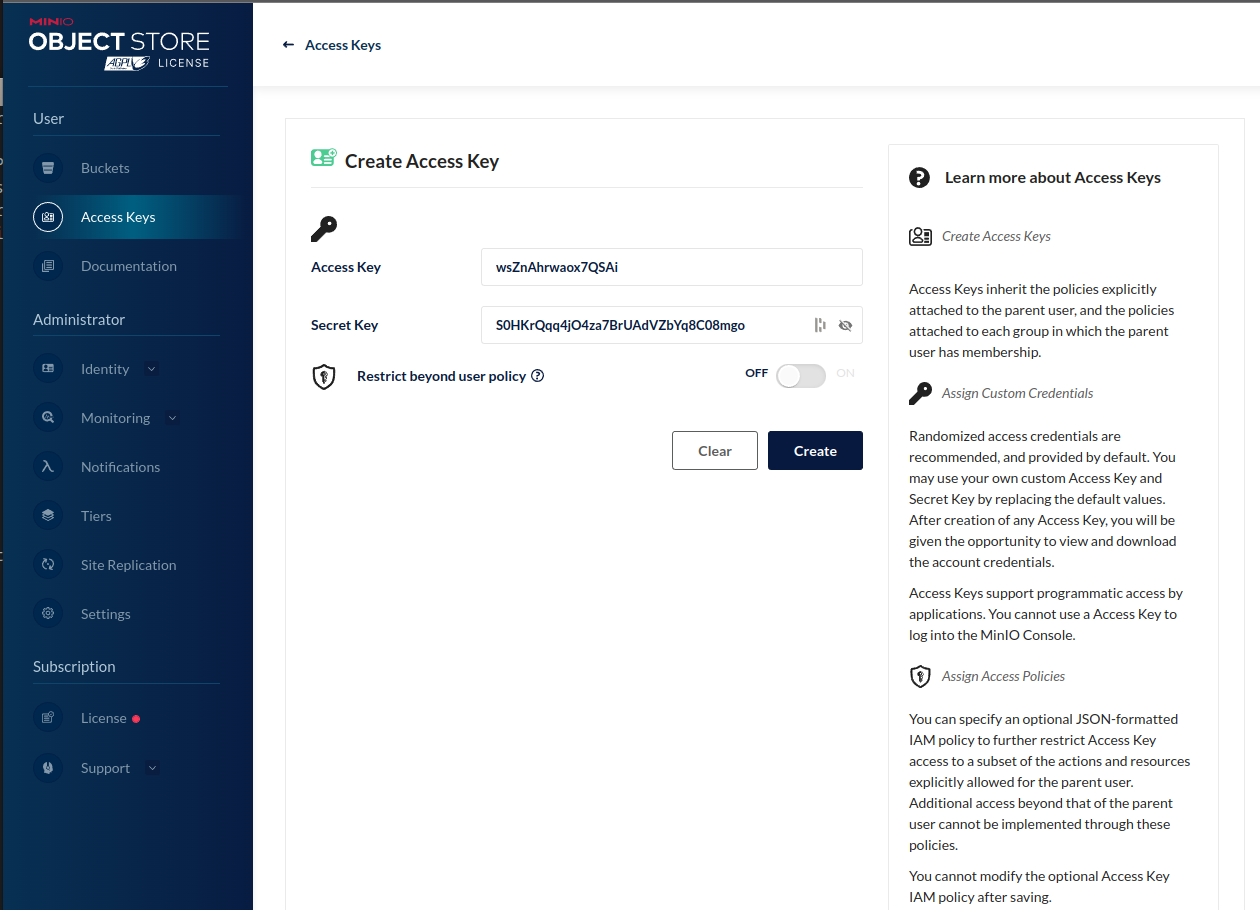 MINIO
OBJECT STORE
AGPLv3 LICENSE
User
Buckets
Access Keys
Documentation
Administrator
Identity
Monitoring
Notifications
Tiers
Site Replication
Settings
Subscription
License
Support
Access Keys
Create Access Key
Access Key
wsZnAhrwaox7QSAi
Secret Key
S0HKrQqq4jO4za7BrUAdVZbYq8C08mgo
Restrict beyond user policy
OFF
ON
Clear
Create
Learn more about Access Keys
Create Access Keys
Access Keys inherit the policies explicitly
attached to the parent user, and the policies
attached to each group in which the parent
user has membership.
Assign Custom Credentials
Randomized access credentials are
recommended, and provided by default. You
may use your own custom Access Key and
Secret Key by replacing the default values.
After creation of any Access Key, you will be
given the opportunity to view and download
the account credentials.
Access Keys support programmatic access by
applications. You cannot use a Access Key to
log into the MinIO Console.
Assign Access Policies
You can specify an optional JSON-formatted
IAM policy to further restrict Access Key
access to a subset of the actions and resources
explicitly allowed for the parent user.
Additional access beyond that of the parent
user cannot be implemented through these
policies.
You cannot modify the optional Access Key
IAM policy after saving.